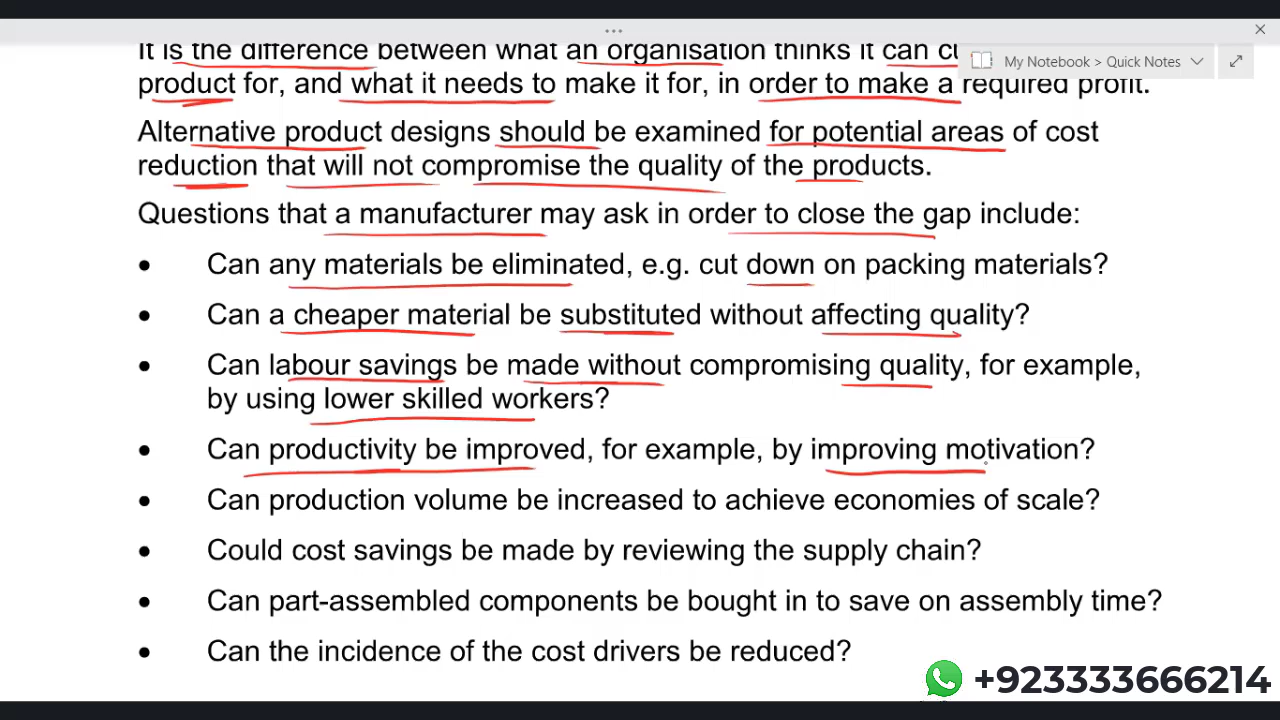 It is the difference between what an organisation thinks it can
My Notebook > Quick Notes
product for, and what it needs to make it for, in order to make a required profit.
Alternative product designs should be examined for potential areas of cost
reduction that will not compromise the quality of the products.
Questions that a manufacturer may ask in order to close the gap include:
• Can any materials be eliminated, e.g. cut down on packing materials?
• Can a cheaper material be substituted without affecting quality?
• Can labour savings be made without compromising quality, for example,
by using lower skilled workers?
• Can productivity be improved, for example, by improving motivation?
• Can production volume be increased to achieve economies of scale?
• Could cost savings be made by reviewing the supply chain?
• Can part-assembled components be bought in to save on assembly time?
• Can the incidence of the cost drivers be reduced?
+923333666214